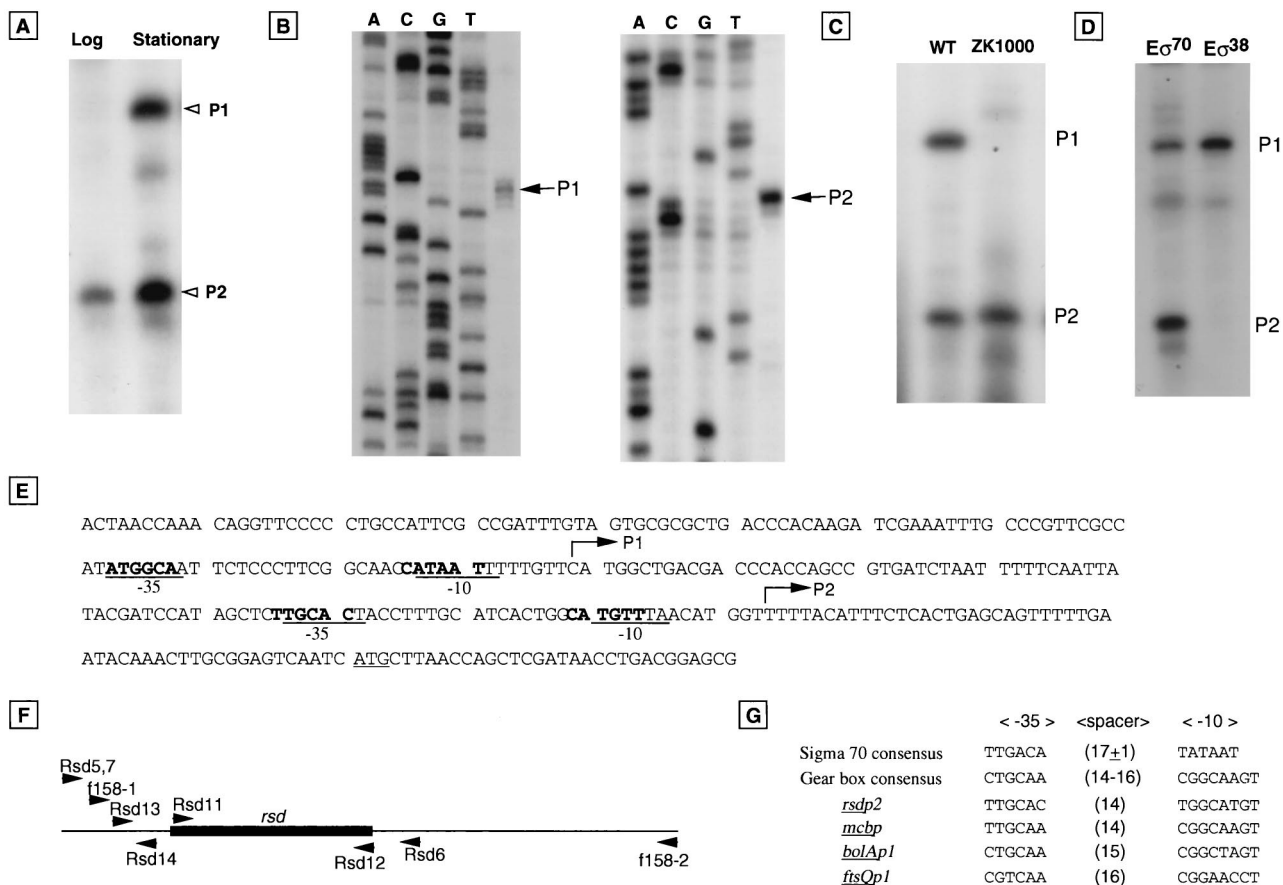 A
Log Stationary
P1
P2
B
A C G T
P1
A C G T
P2
C
WT ZK1000
P1
P2
D
Eσ70 Eσ38
P1
P2
E
ACTAACCAAA CAGGTTCCCC CTGCCATTCG CCGATTTGTA GTGCGCGCTG ACCCACAAGA TCGAAATTTG CCCGTTCGCC
P1
ATATGGCAAT TCTCCCTTCG GCAACCATAA TTTTTGTTCA TGGCTGACGA CCCACCAGCC GTGATCTAAT TTTTCAATTA
-35 -10
P2
TACGATCCAT AGCTCTTGCA CTACCTTTGC ATCACTGGCA TGTTTAACAT GGTTTTTACATTTCTCACTGAGCAGTTTTTGA
-35 -10
ATACAAACTTGCGGAGTCAATC ATGCTTAACCAGCTCGATAACCTGACGGAGCG
F
Rsd5,7
f158-1
Rsd13
Rsd11
rsd
Rsd14
Rsd12
Rsd6
f158-2
G
< -35 > <spacer> < -10 >
Sigma 70 consensus TTGACA (17±1) TATAAT
Gear box consensus CTGCAA (14-16) CGGCAAGT
rsdp2 TTGCAC (14) TGGCATGT
mcbp TTGCAA (14) CGGCAAGT
bolAp1 CTGCAA (15) CGGCTAGT
ftsQp1 CGTCAA (16) CGGAACCT